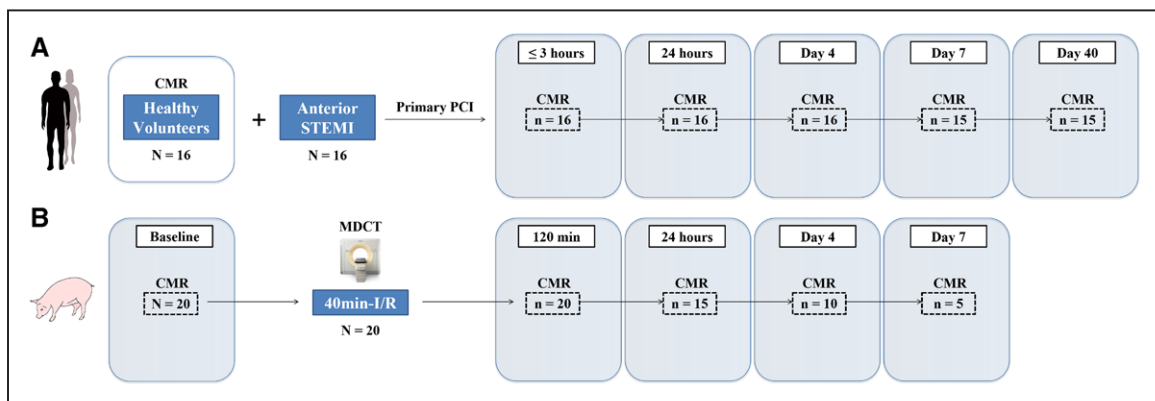 A
CMR
Healthy
Volunteers
N = 16
+
Anterior
STEMI
N = 16
Primary PCI
≤ 3 hours
CMR
n = 16
24 hours
CMR
n = 16
Day 4
CMR
n = 16
Day 7
CMR
n = 15
Day 40
CMR
n = 15
B
Baseline
CMR
N = 20
MDCT
40min-I/R
N = 20
120 min
CMR
n = 20
24 hours
CMR
n = 15
Day 4
CMR
n = 10
Day 7
CMR
n = 5